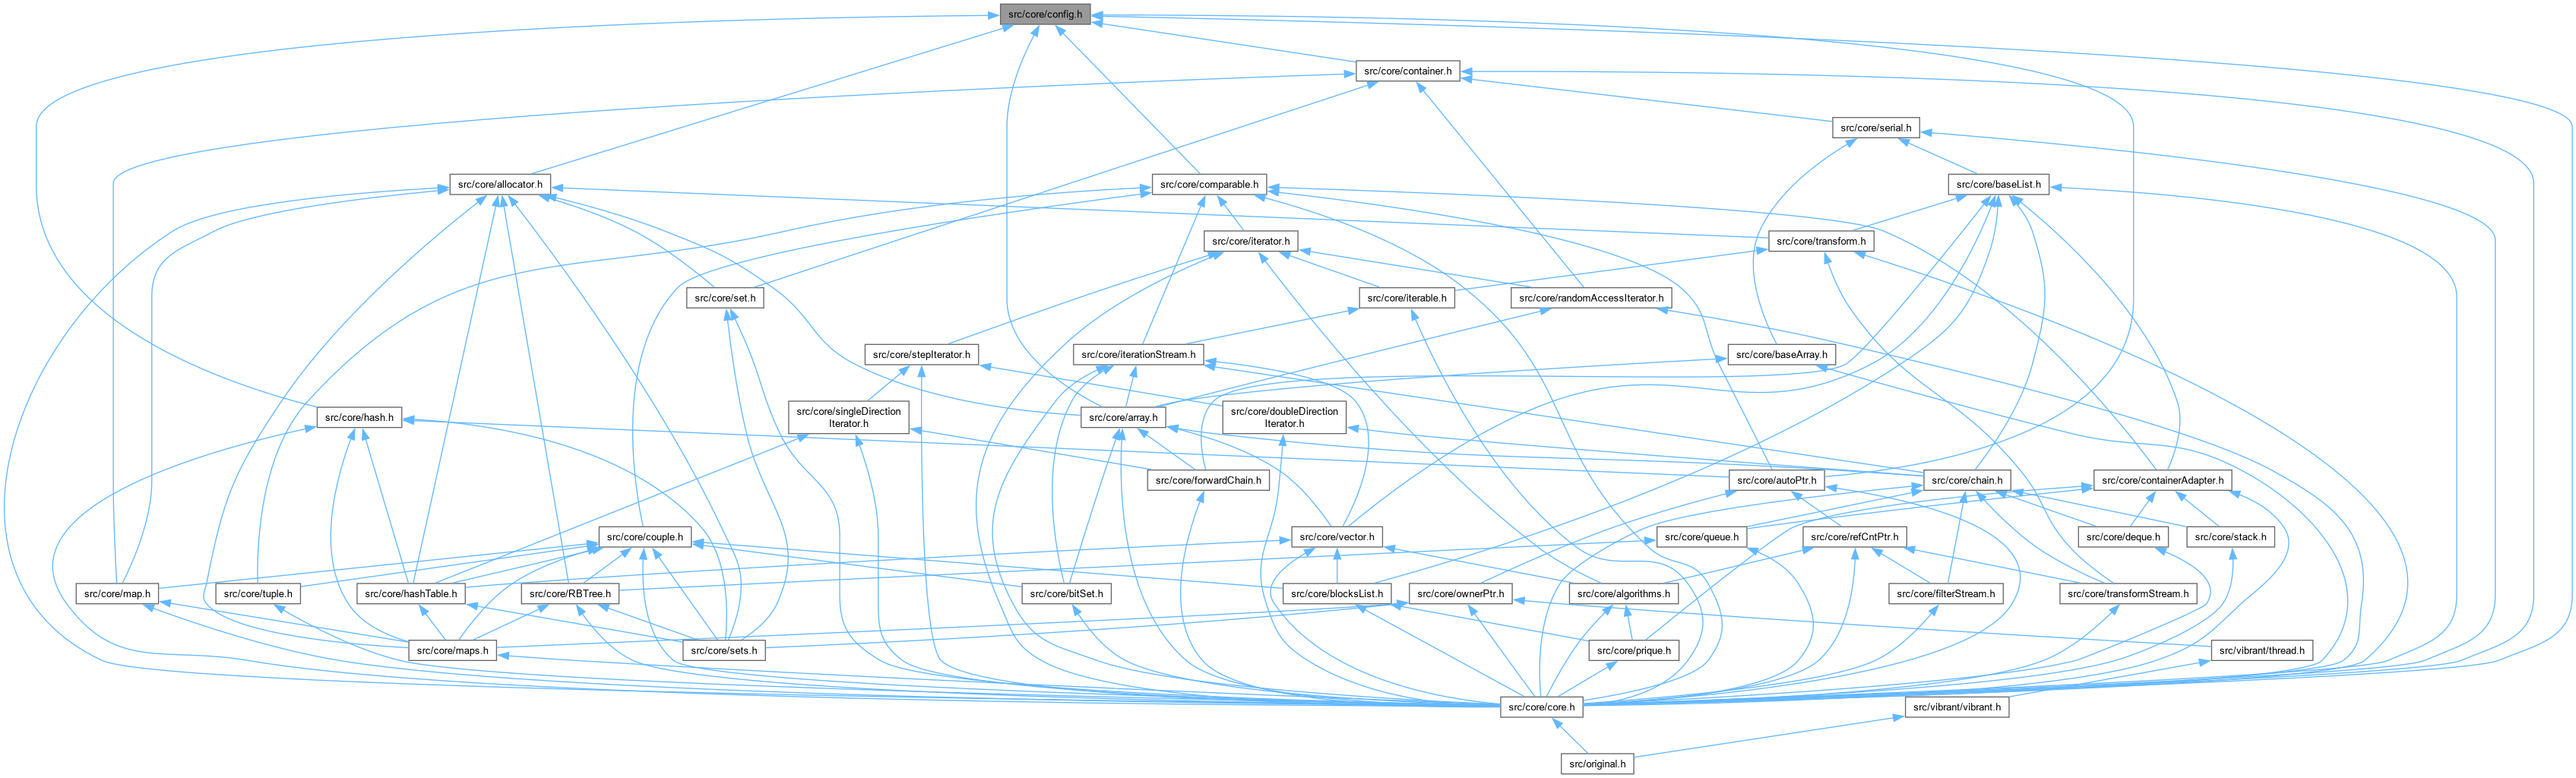 src/core/config.h
src/core/container.h
src/core/serial.h
src/core/allocator.h
src/core/comparable.h
src/core/baseList.h
src/core/iterator.h
src/core/transform.h
src/core/set.h
src/core/iterable.h
src/core/randomAccessIterator.h
src/core/stepIterator.h
src/core/iterationStream.h
src/core/baseArray.h
src/core/hash.h
src/core/singleDirection
Iterator.h
src/core/array.h
src/core/doubleDirection
Iterator.h
src/core/forwardChain.h
src/core/autoPtr.h
src/core/chain.h
src/core/containerAdapter.h
src/core/couple.h
src/core/vector.h
src/core/queue.h
src/core/refCntPtr.h
src/core/deque.h
src/core/stack.h
src/core/map.h
src/core/tuple.h
src/core/hashTable.h
src/core/RBTree.h
src/core/bitSet.h
src/core/blocksList.h
src/core/ownerPtr.h
src/core/algorithms.h
src/core/filterStream.h
src/core/transformStream.h
src/core/maps.h
src/core/sets.h
src/core/prique.h
src/vibrant/thread.h
src/core/core.h
src/vibrant/vibrant.h
src/original.h